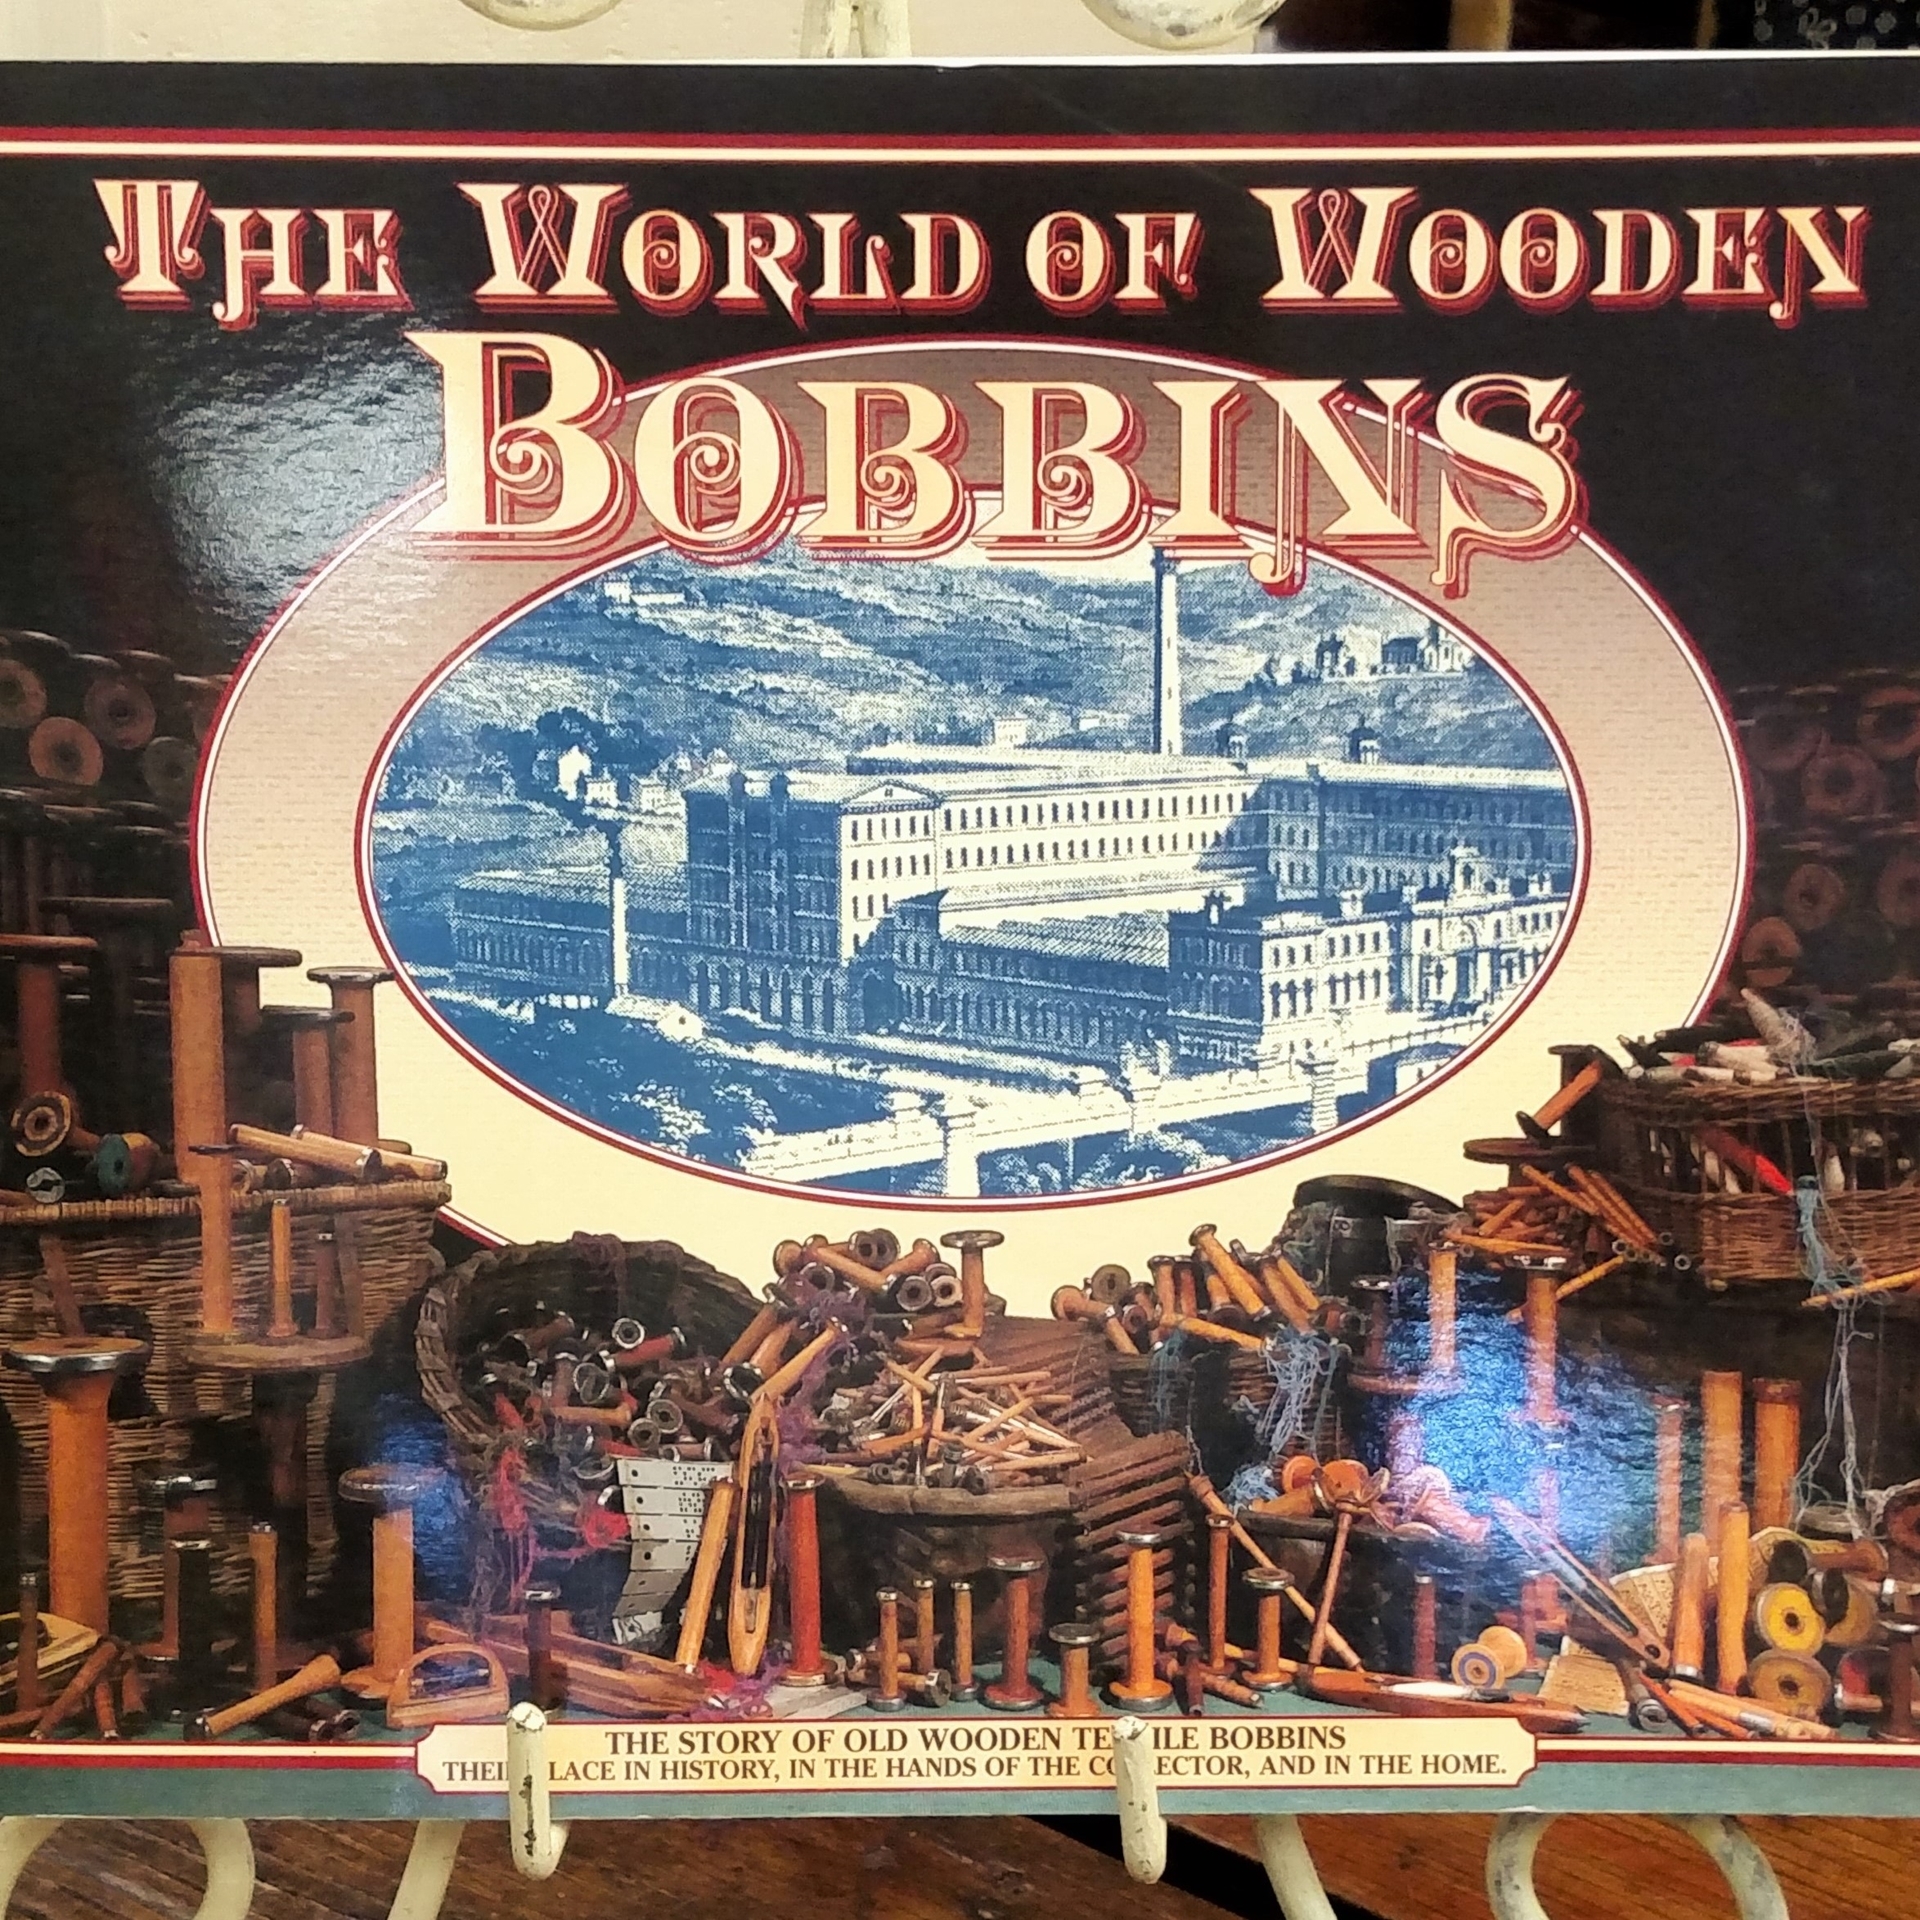 THE WORLD OF WOODEN
BOBBINS
THE STORY OF OLD WOODEN BOBBINS
IN HISTORY, IN THE HANDS OF THE AND IN THE HOME.